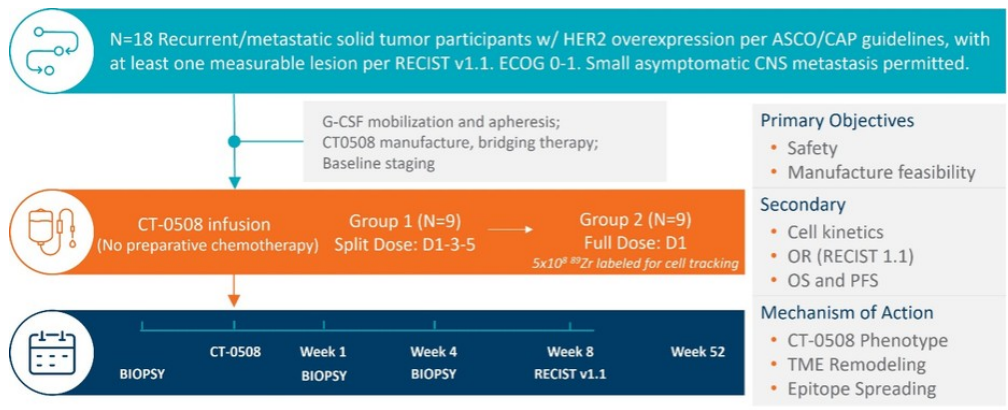 N=18 Recurrent/metastatic solid tumor participants w/ HER2 overexpression per ASCO/CAP guidelines, with
at least one measurable lesion per RECIST v1.1. ECOG 0-1. Small asymptomatic CNS metastasis permitted.
G-CSF mobilization and apheresis;
CT0508 manufacture, bridging therapy;
Baseline staging
CT-0508 infusion
(No preparative chemotherapy)
Group 1 (N=9)
Split Dose: D1-3-5
Group 2 (N=9)
Full Dose: D1
5x10⁸ ⁸⁹Zr labeled for cell tracking
BIOPSY
CT-0508
Week 1
BIOPSY
Week 4
BIOPSY
Week 8
RECIST v1.1
Week 52
Primary Objectives
• Safety
• Manufacture feasibility
Secondary
• Cell kinetics
• OR (RECIST 1.1)
• OS and PFS
Mechanism of Action
• CT-0508 Phenotype
• TME Remodeling
• Epitope Spreading